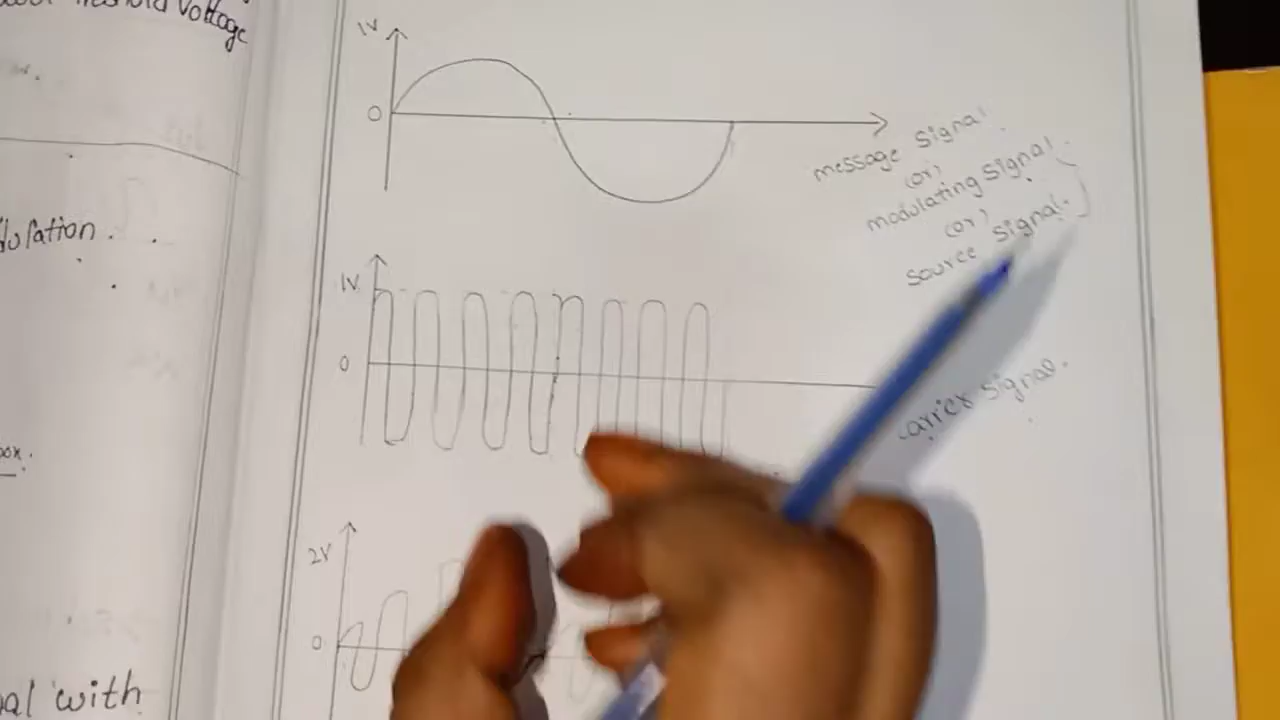 Voltage
dulation.
al with
1V
0
message signal
(or)
modulating signal.
(or)
source signal.
1V
0
carrier signal.
2V
0